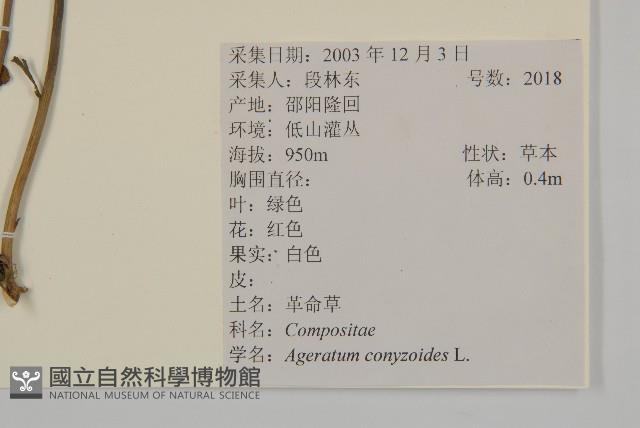 采集日期：2003 年 12 月 3 日
采集人：段林东 号数：2018
产地：邵阳隆回
环境：低山灌丛
海拔：950m 性状：草本
胸围直径： 体高：0.4m
叶：绿色
花：红色
果实：白色
皮：
土名：革命草
科名：Compositae
学名：Ageratum conyzoides L.
國立自然科學博物館
NATIONAL MUSEUM OF NATURAL SCIENCE